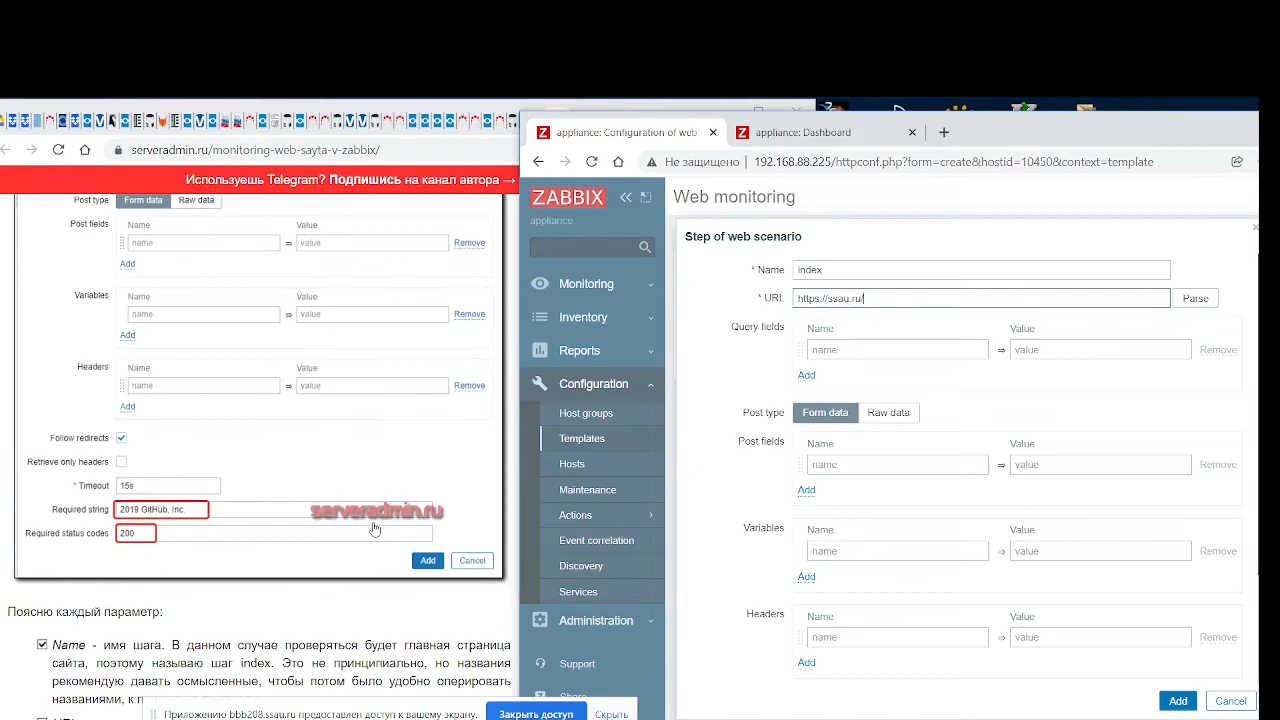 serveradmin.ru/monitoring-web-sayta-v-zabbix/
Используешь Telegram? Подпишись на канал автора →
Post type Form data Raw data
Post fields Name Value
name ⇒ value Remove
Add
Variables Name Value
name ⇒ value Remove
Add
Headers Name Value
name ⇒ value Remove
Add
Follow redirects
Retrieve only headers
* Timeout 15s
Required string 2019 GitHub, Inc.
serveradmin.ru
Required status codes 200
Add Cancel
Поясню каждый параметр:
Name - имя шага. В данном случае проверяться будет главная страница
сайта, поэтому называю шаг index. Это не принципиально, но названия
рекомендую давать осмысленные, чтобы потом было удобно оперировать
названиями, к
Приложению bbb208.ssau.ru предоставлен доступ к вашему экрану.
Закрыть доступ
Скрыть
appliance: Configuration of web
appliance: Dashboard
Не защищено | 192.168.88.225/httpconf.php?form=create&hostid=10450&context=template
ZABBIX
appliance
Monitoring
Inventory
Reports
Configuration
Host groups
Templates
Hosts
Maintenance
Actions
Event correlation
Discovery
Services
Administration
Support
Share
Web monitoring
Step of web scenario
* Name index
* URL https://ssau.ru/ Parse
Query fields Name Value
name ⇒ value Remove
Add
Post type Form data Raw data
Post fields Name Value
name ⇒ value Remove
Add
Variables Name Value
name ⇒ value Remove
Add
Headers Name Value
name ⇒ value Remove
Add
Add Cancel